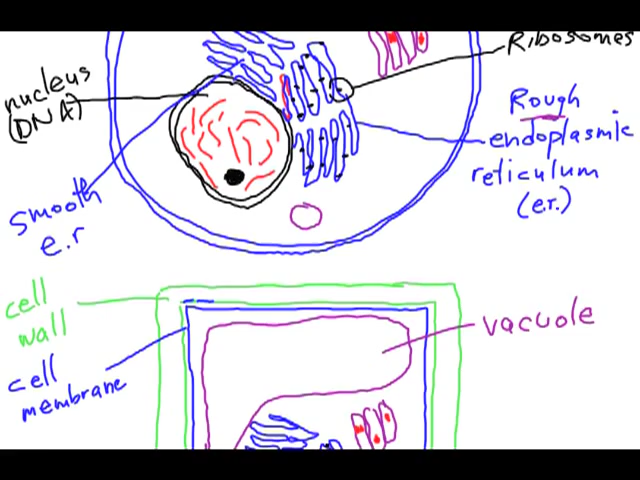 Ribosomes
nucleus
(DNA)
Rough
endoplasmic
reticulum
(e.r.)
smooth
e.r
cell
wall
vacuole
cell
membrane